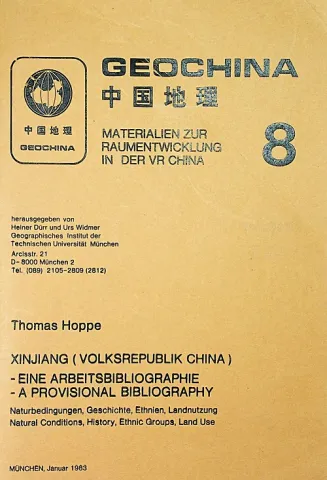 GEOCHINA
中国地理
中国地理
GEOCHINA
MATERIALIEN ZUR
RAUMENTWICKLUNG
IN DER VR CHINA
8
herausgegeben von
Heiner Dürr und Urs Widmer
Geographisches Institut der
Technischen Universität München
Arcisstr. 21
D-8000 München 2
Tel. (089) 2105-2809 (2812)
Thomas Hoppe
XINJIANG (VOLKSREPUBLIK CHINA)
- EINE ARBEITSBIBLIOGRAPHIE
- A PROVISIONAL BIBLIOGRAPHY
Naturbedingungen, Geschichte, Ethnien, Landnutzung
Natural Conditions, History, Ethnic Groups, Land Use
MÜNCHEN, Januar 1983